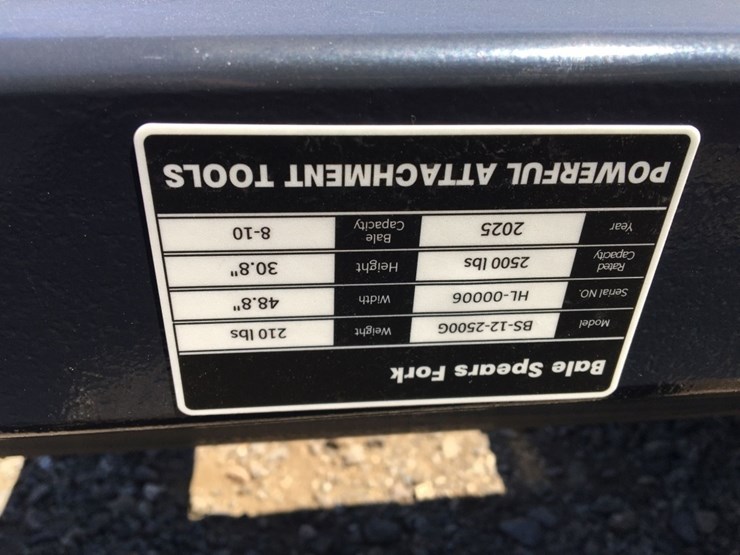 Bale Spears Fork
Model BS-12-2500G Weight 210 lbs
Serial NO. HL-00006 Width 48.8"
Rated Capacity 2500 lbs Height 30.8"
Year 2025 Bale Capacity 8-10
POWERFUL ATTACHMENT TOOLS